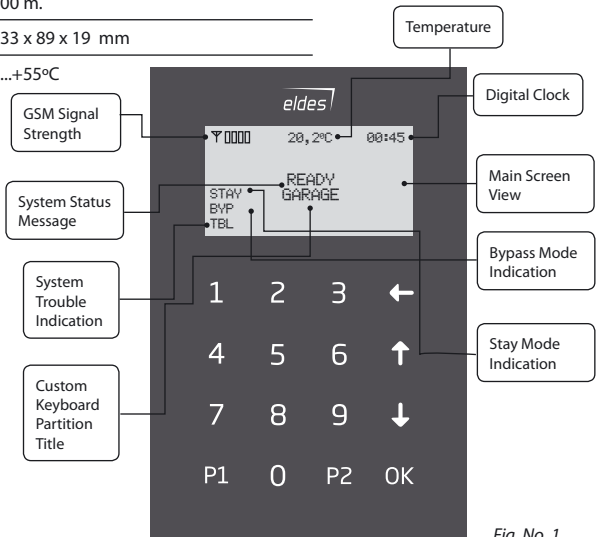 00 m.
33 x 89 x 19 mm
...+55ºC
Temperature
GSM Signal
Strength
Digital Clock
System Status
Message
Main Screen
View
System
Trouble
Indication
Bypass Mode
Indication
Custom
Keyboard
Partition
Title
Stay Mode
Indication
eldes
20,2ºC 00:45
READY
STAY GARAGE
BYP
TBL
1 2 3 ←
4 5 6 ↑
7 8 9 ↓
P1 0 P2 OK
Fig. No. 1